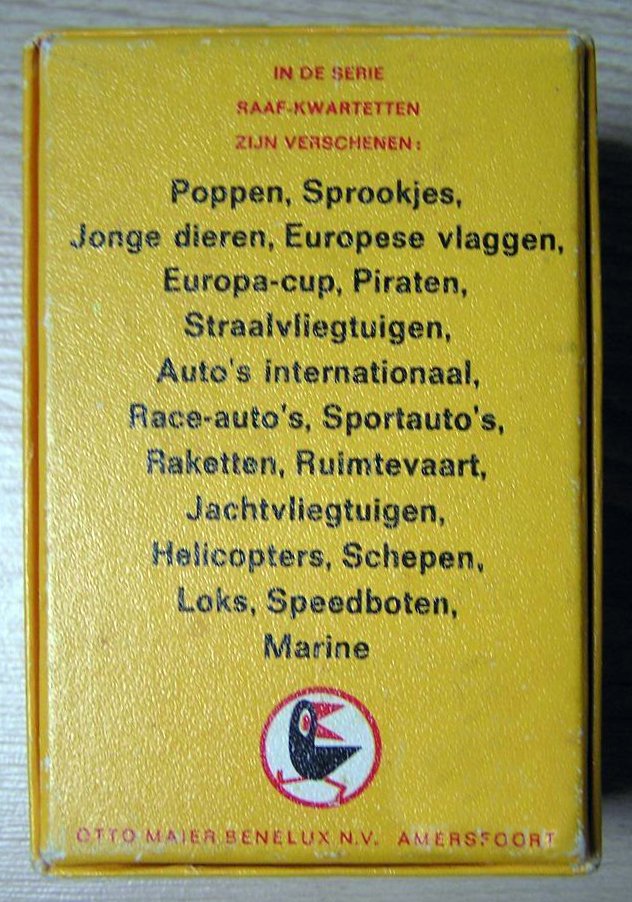 IN DE SERIE
RAAF-KWARTETTEN
ZIJN VERSCHENEN:
Poppen, Sprookjes,
Jonge dieren, Europese vlaggen,
Europa-cup, Piraten,
Straalvliegtuigen,
Auto's internationaal,
Race-auto's, Sportauto's,
Raketten, Ruimtevaart,
Jachtvliegtuigen,
Helicopters, Schepen,
Loks, Speedboten,
Marine
OTTO MAIER BENELUX N.V. AMERSFOORT